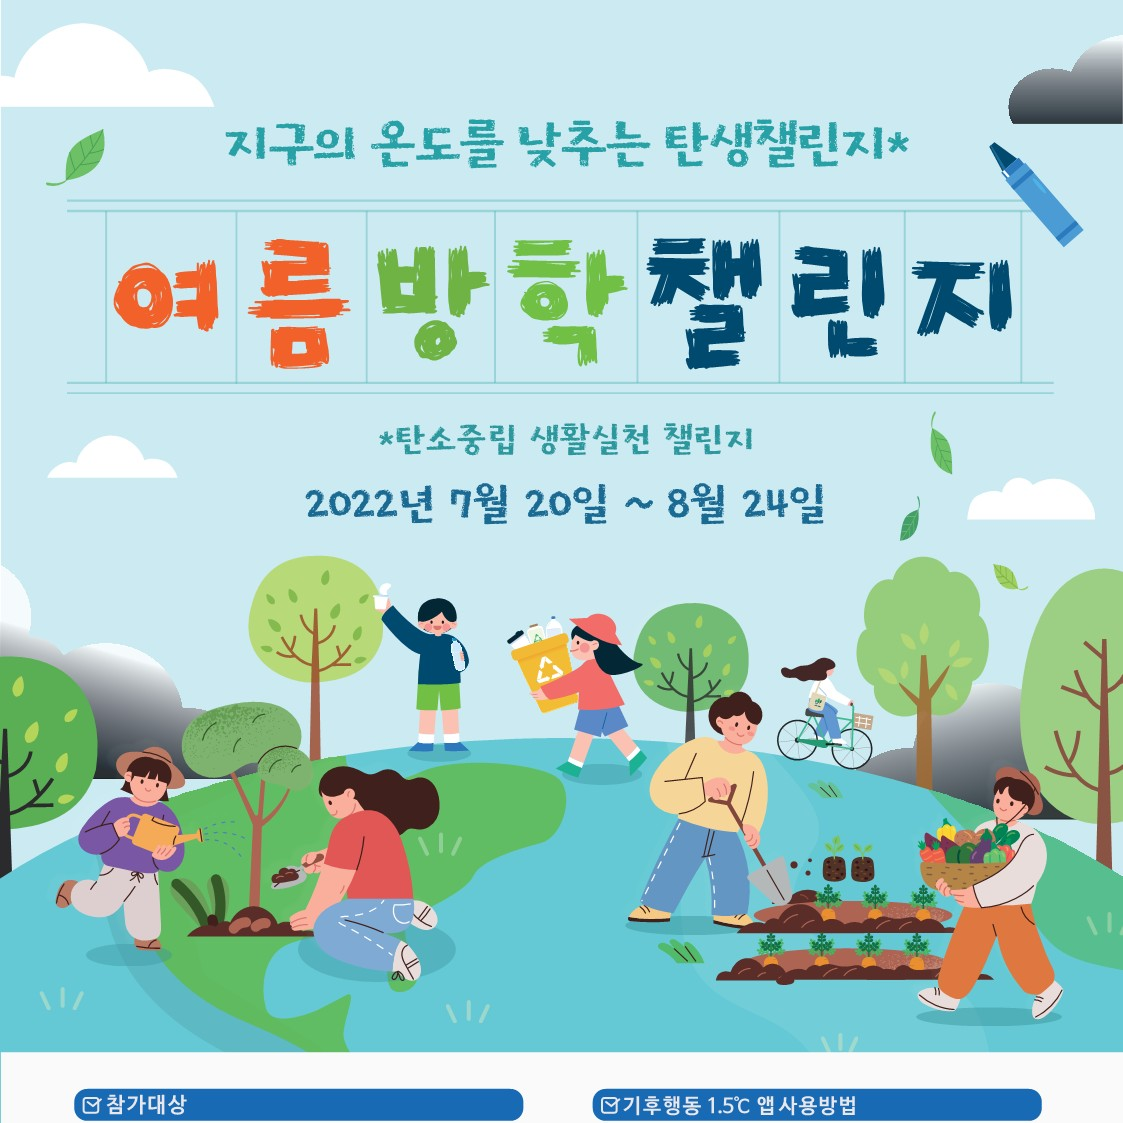 지구의 온도를 낮추는 탄생챌린지*
여름방학챌린지
*탄소중립 생활실천 챌린지
2022년 7월 20일 ~ 8월 24일
참가대상
기후행동 1.5℃ 앱 사용방법